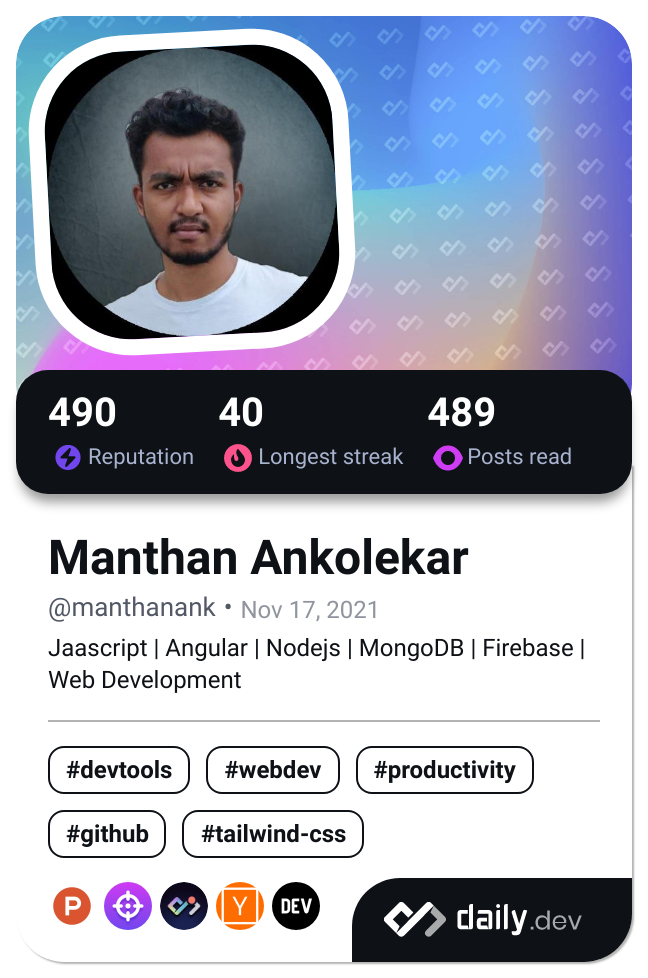 490 40 489
Reputation Longest streak Posts read
Manthan Ankolekar
@manthanank • Nov 17, 2021
Jaascript | Angular | Nodejs | MongoDB | Firebase |
Web Development
#devtools #webdev #productivity
#github #tailwind-css
P Y DEV
daily.dev